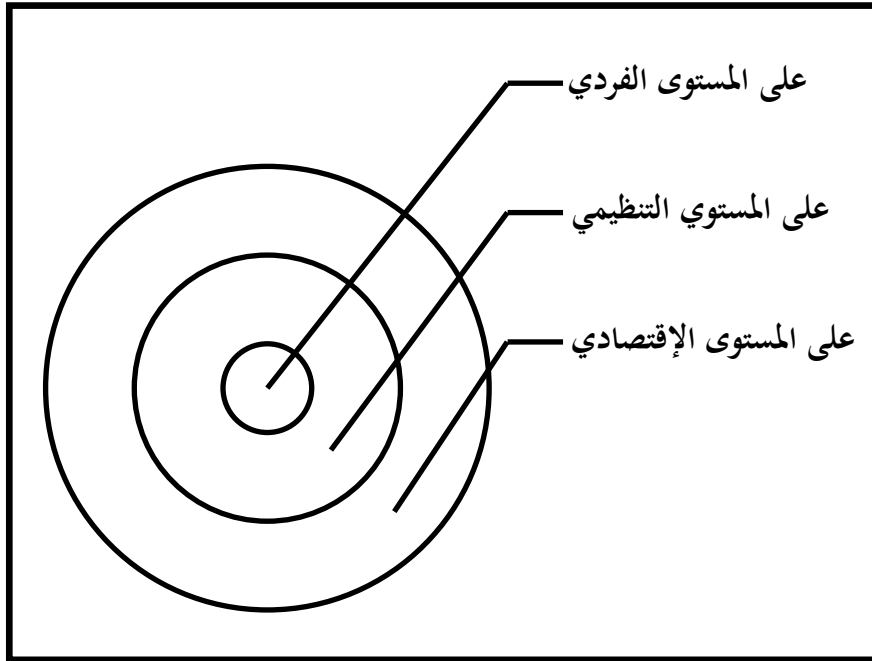 على المستوى الفردي
على المستوي التنظيمي
على المستوى الإقتصادي